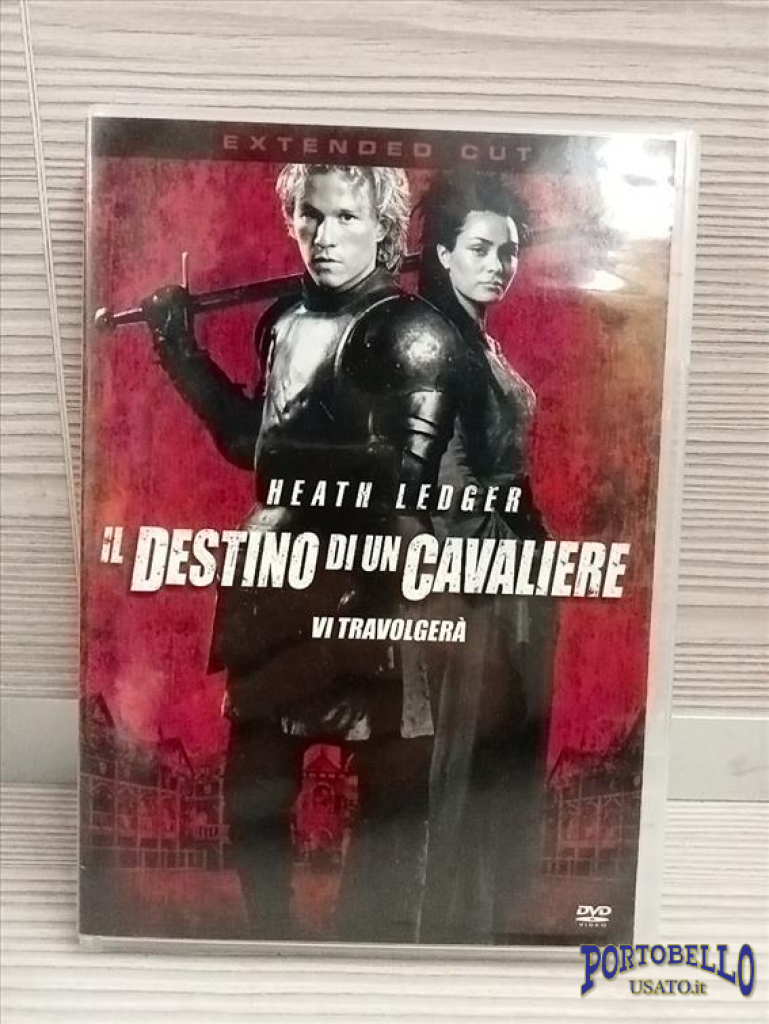 EXTENDED CUT
HEATH LEDGER
IL DESTINO DI UN CAVALIERE
VI TRAVOLGERÀ
DVD
VIDEO
PORTOBELLO
USATO.it